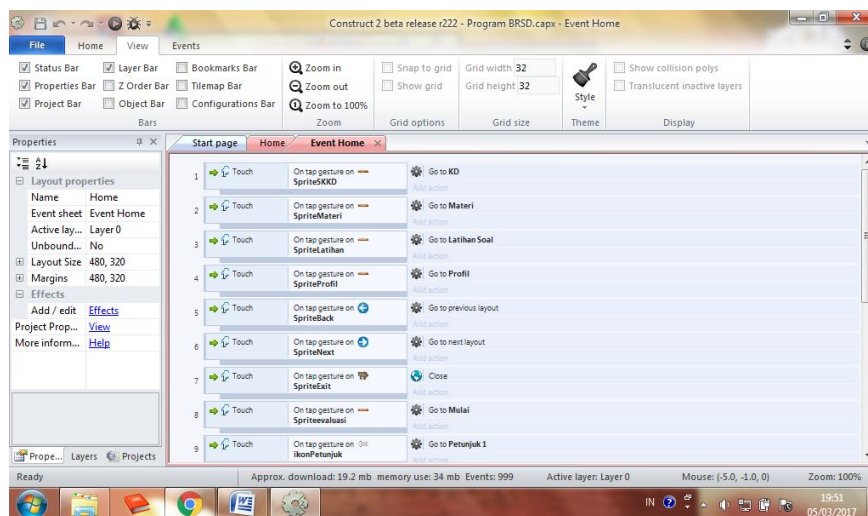 Construct 2 beta release r222 - Program BRSD.capx - Event Home
File Home View Events
Status Bar Layer Bar Bookmarks Bar
Properties Bar Z Order Bar Tilemap Bar
Project Bar Object Bar Configurations Bar
Bars
Zoom in
Zoom out
Zoom to 100%
Zoom
Snap to grid
Show grid
Grid options
Grid width 32
Grid height 32
Grid size
Style
Theme
Show collision polys
Translucent inactive layers
Display
Properties
Start page Home Event Home
Layout properties
Name Home
Event sheet Event Home
Active lay... Layer 0
Unbound... No
Layout Size 480, 320
Margins 480, 320
Effects
Add / edit Effects
Project Prop... View
More inform... Help
1 Touch On tap gesture on SpriteSKKD Go to KD
Add action
2 Touch On tap gesture on SpriteMateri Go to Materi
Add action
3 Touch On tap gesture on SpriteLatihan Go to Latihan Soal
Add action
4 Touch On tap gesture on SpriteProfil Go to Profil
Add action
5 Touch On tap gesture on SpriteBack Go to previous layout
Add action
6 Touch On tap gesture on SpriteNext Go to next layout
Add action
7 Touch On tap gesture on SpriteExit Close
Add action
8 Touch On tap gesture on Spriteevaluasi Go to Mulai
Add action
9 Touch On tap gesture on ikonPetunjuk Go to Petunjuk 1
Add action
Prope... Layers Projects
Ready Approx. download: 19.2 mb memory use: 34 mb Events: 999 Active layer: Layer 0 Mouse: (-5.0, -1.0, 0) Zoom: 100%
IN 19:51
05/03/2017